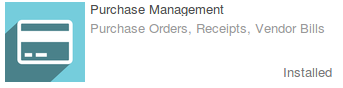 Purchase Management
Purchase Orders, Receipts, Vendor Bills
Installed